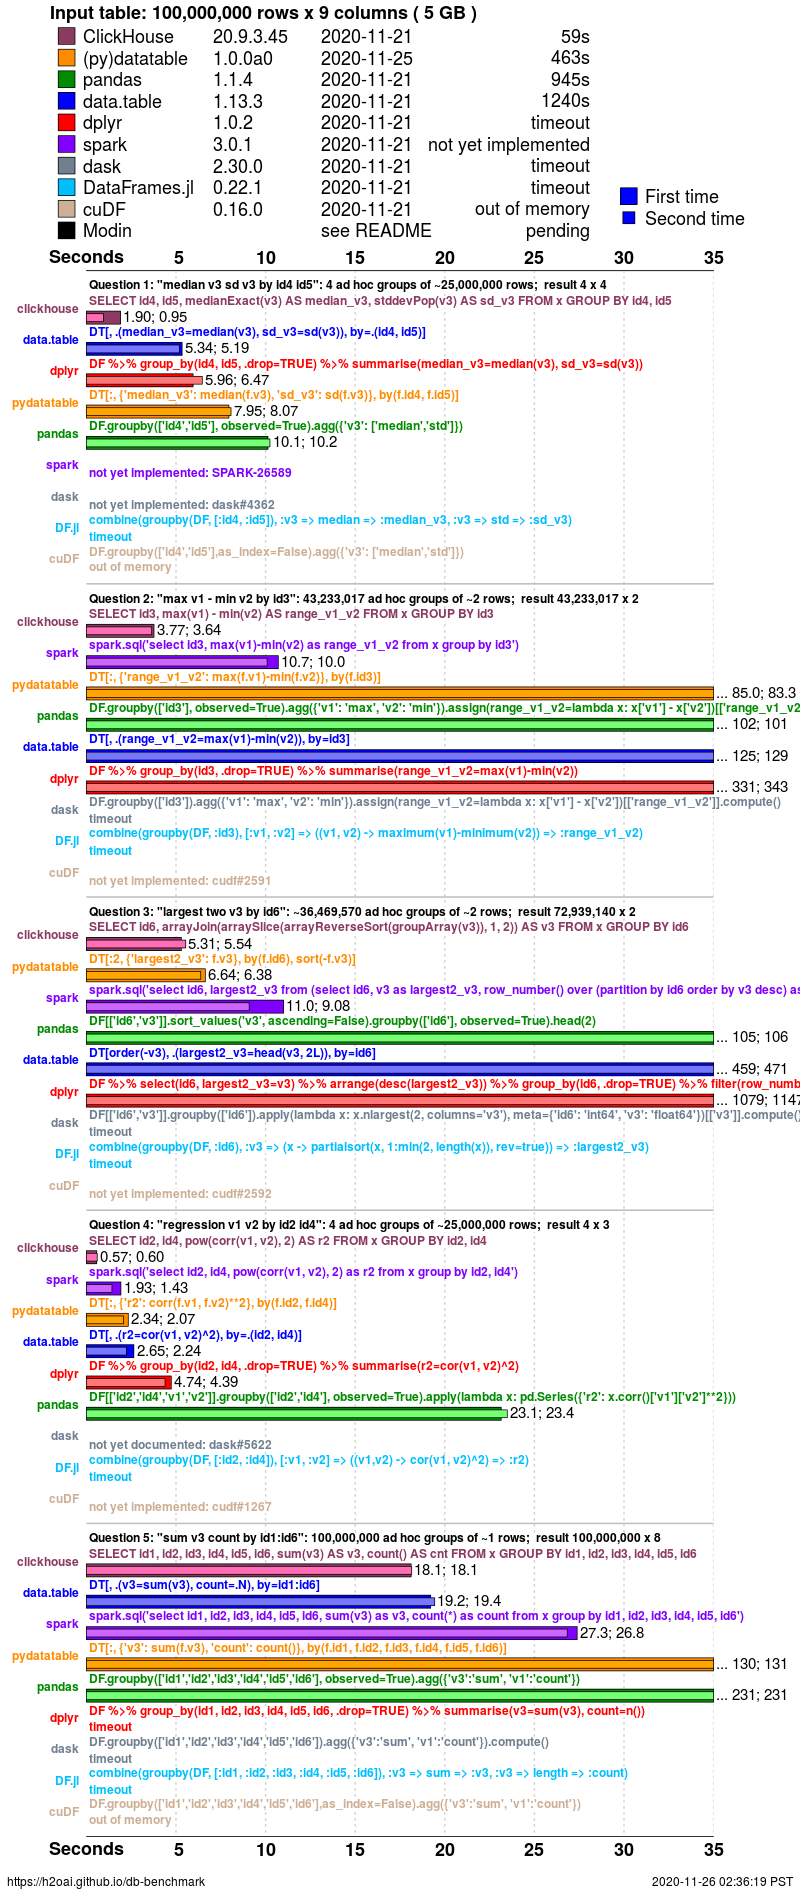 Input table: 100,000,000 rows x 9 columns ( 5 GB )
ClickHouse 20.9.3.45 2020-11-21 59s
(py)datatable 1.0.0a0 2020-11-25 463s
pandas 1.1.4 2020-11-21 945s
data.table 1.13.3 2020-11-21 1240s
dplyr 1.0.2 2020-11-21 timeout
spark 3.0.1 2020-11-21 not yet implemented
dask 2.30.0 2020-11-21 timeout
DataFrames.jl 0.22.1 2020-11-21 timeout
First time
cuDF 0.16.0 2020-11-21 out of memory
Second time
Modin see README pending
Seconds 5 10 15 20 25 30 35
Question 1: "median v3 sd v3 by id4 id5": 4 ad hoc groups of ~25,000,000 rows; result 4 x 4
SELECT id4, id5, medianExact(v3) AS median_v3, stddevPop(v3) AS sd_v3 FROM x GROUP BY id4, id5
clickhouse 1.90; 0.95
DT[, .(median_v3=median(v3), sd_v3=sd(v3)), by=.(id4, id5)]
data.table 5.34; 5.19
DF %>% group_by(id4, id5, .drop=TRUE) %>% summarise(median_v3=median(v3), sd_v3=sd(v3))
dplyr 5.96; 6.47
DT[:, {'median_v3': median(f.v3), 'sd_v3': sd(f.v3)}, by(f.id4, f.id5)]
pydatatable 7.95; 8.07
DF.groupby(['id4','id5'], observed=True).agg({'v3': ['median','std']})
pandas 10.1; 10.2
spark not yet implemented: SPARK-26589
dask not yet implemented: dask#4362
combine(groupby(DF, [:id4, :id5]), :v3 => median => :median_v3, :v3 => std => :sd_v3)
DF.jl timeout
DF.groupby(['id4','id5'],as_index=False).agg({'v3': ['median','std']})
cuDF out of memory
Question 2: "max v1 - min v2 by id3": 43,233,017 ad hoc groups of ~2 rows; result 43,233,017 x 2
SELECT id3, max(v1) - min(v2) AS range_v1_v2 FROM x GROUP BY id3
clickhouse 3.77; 3.64
spark.sql('select id3, max(v1)-min(v2) as range_v1_v2 from x group by id3')
spark 10.7; 10.0
DT[:, {'range_v1_v2': max(f.v1)-min(f.v2)}, by(f.id3)]
pydatatable ... 85.0; 83.3
DF.groupby(['id3'], observed=True).agg({'v1': 'max', 'v2': 'min'}).assign(range_v1_v2=lambda x: x['v1'] - x['v2'])[['range_v1_v2
pandas ... 102; 101
DT[, .(range_v1_v2=max(v1)-min(v2)), by=id3]
data.table ... 125; 129
DF %>% group_by(id3, .drop=TRUE) %>% summarise(range_v1_v2=max(v1)-min(v2))
dplyr ... 331; 343
DF.groupby(['id3']).agg({'v1': 'max', 'v2': 'min'}).assign(range_v1_v2=lambda x: x['v1'] - x['v2'])[['range_v1_v2']].compute()
dask timeout
combine(groupby(DF, :id3), [:v1, :v2] => ((v1, v2) -> maximum(v1)-minimum(v2)) => :range_v1_v2)
DF.jl timeout
cuDF not yet implemented: cudf#2591
Question 3: "largest two v3 by id6": ~36,469,570 ad hoc groups of ~2 rows; result 72,939,140 x 2
SELECT id6, arrayJoin(arraySlice(arrayReverseSort(groupArray(v3)), 1, 2)) AS v3 FROM x GROUP BY id6
clickhouse 5.31; 5.54
DT[:2, {'largest2_v3': f.v3}, by(f.id6), sort(-f.v3)]
pydatatable 6.64; 6.38
spark.sql('select id6, largest2_v3 from (select id6, v3 as largest2_v3, row_number() over (partition by id6 order by v3 desc) as
spark 11.0; 9.08
DF[['id6','v3']].sort_values('v3', ascending=False).groupby(['id6'], observed=True).head(2)
pandas ... 105; 106
DT[order(-v3), .(largest2_v3=head(v3, 2L)), by=id6]
data.table ... 459; 471
DF %>% select(id6, largest2_v3=v3) %>% arrange(desc(largest2_v3)) %>% group_by(id6, .drop=TRUE) %>% filter(row_numb
dplyr ... 1079; 1147
DF[['id6','v3']].groupby(['id6']).apply(lambda x: x.nlargest(2, columns='v3'), meta={'id6': 'int64', 'v3': 'float64'})[['v3']].compute()
dask timeout
combine(groupby(DF, :id6), :v3 => (x -> partialsort(x, 1:min(2, length(x)), rev=true)) => :largest2_v3)
DF.jl timeout
cuDF not yet implemented: cudf#2592
Question 4: "regression v1 v2 by id2 id4": 4 ad hoc groups of ~25,000,000 rows; result 4 x 3
SELECT id2, id4, pow(corr(v1, v2), 2) AS r2 FROM x GROUP BY id2, id4
clickhouse 0.57; 0.60
spark.sql('select id2, id4, pow(corr(v1, v2), 2) as r2 from x group by id2, id4')
spark 1.93; 1.43
DT[:, {'r2': corr(f.v1, f.v2)**2}, by(f.id2, f.id4)]
pydatatable 2.34; 2.07
DT[, .(r2=cor(v1, v2)^2), by=.(id2, id4)]
data.table 2.65; 2.24
DF %>% group_by(id2, id4, .drop=TRUE) %>% summarise(r2=cor(v1, v2)^2)
dplyr 4.74; 4.39
DF[['id2','id4','v1','v2']].groupby(['id2','id4'], observed=True).apply(lambda x: pd.Series({'r2': x.corr()['v1']['v2']**2}))
pandas 23.1; 23.4
dask not yet documented: dask#5622
combine(groupby(DF, [:id2, :id4]), [:v1, :v2] => ((v1,v2) -> cor(v1, v2)^2) => :r2)
DF.jl timeout
cuDF not yet implemented: cudf#1267
Question 5: "sum v3 count by id1:id6": 100,000,000 ad hoc groups of ~1 rows; result 100,000,000 x 8
SELECT id1, id2, id3, id4, id5, id6, sum(v3) AS v3, count() AS cnt FROM x GROUP BY id1, id2, id3, id4, id5, id6
clickhouse 18.1; 18.1
DT[, .(v3=sum(v3), count=.N), by=id1:id6]
data.table 19.2; 19.4
spark.sql('select id1, id2, id3, id4, id5, id6, sum(v3) as v3, count(*) as count from x group by id1, id2, id3, id4, id5, id6')
spark 27.3; 26.8
DT[:, {'v3': sum(f.v3), 'count': count()}, by(f.id1, f.id2, f.id3, f.id4, f.id5, f.id6)]
pydatatable ... 130; 131
DF.groupby(['id1','id2','id3','id4','id5','id6'], observed=True).agg({'v3':'sum', 'v1':'count'})
pandas ... 231; 231
DF %>% group_by(id1, id2, id3, id4, id5, id6, .drop=TRUE) %>% summarise(v3=sum(v3), count=n())
dplyr timeout
DF.groupby(['id1','id2','id3','id4','id5','id6']).agg({'v3':'sum', 'v1':'count'}).compute()
dask timeout
combine(groupby(DF, [:id1, :id2, :id3, :id4, :id5, :id6]), :v3 => sum => :v3, :v3 => length => :count)
DF.jl timeout
DF.groupby(['id1','id2','id3','id4','id5','id6'],as_index=False).agg({'v3':'sum', 'v1':'count'})
cuDF out of memory
Seconds 5 10 15 20 25 30 35
https://h2oai.github.io/db-benchmark 2020-11-26 02:36:19 PST